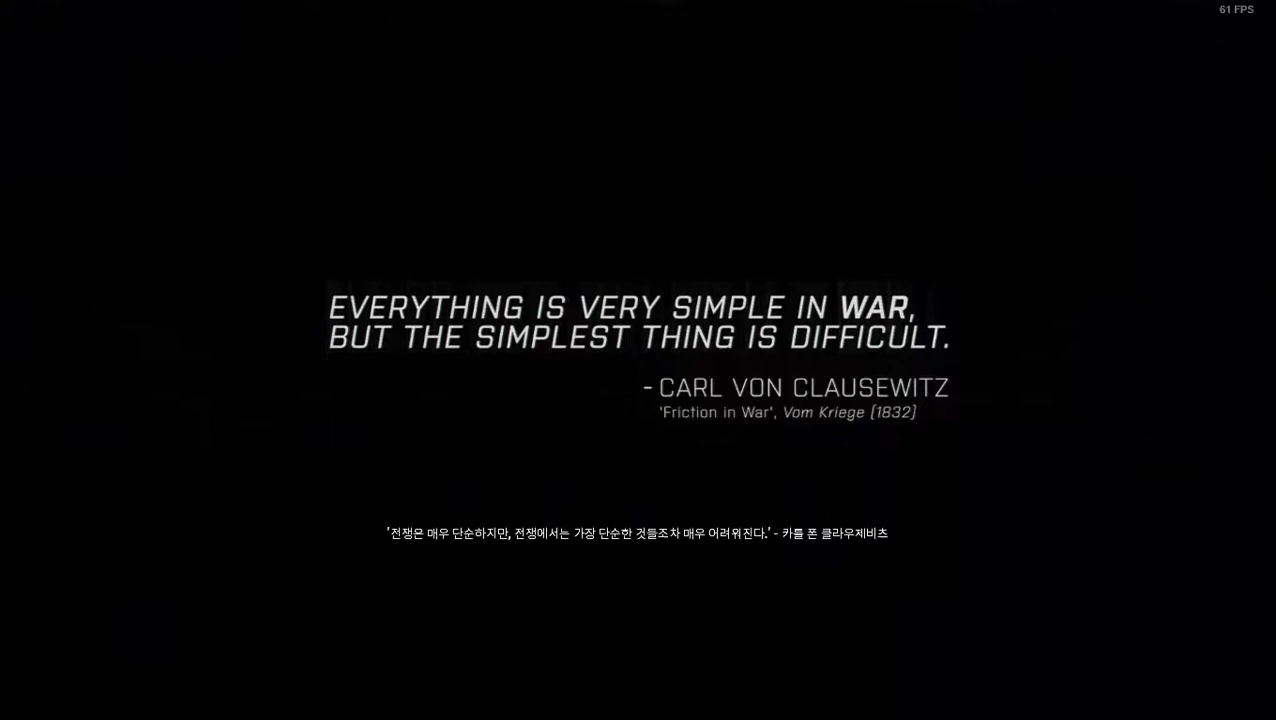 61 FPS
EVERYTHING IS VERY SIMPLE IN WAR,
BUT THE SIMPLEST THING IS DIFFICULT.
- CARL VON CLAUSEWITZ
'Friction in War', Vom Kriege (1832)
'전쟁은 매우 단순하지만, 전쟁에서는 가장 단순한 것들조차 매우 어려워진다.' - 카를 폰 클라우제비츠